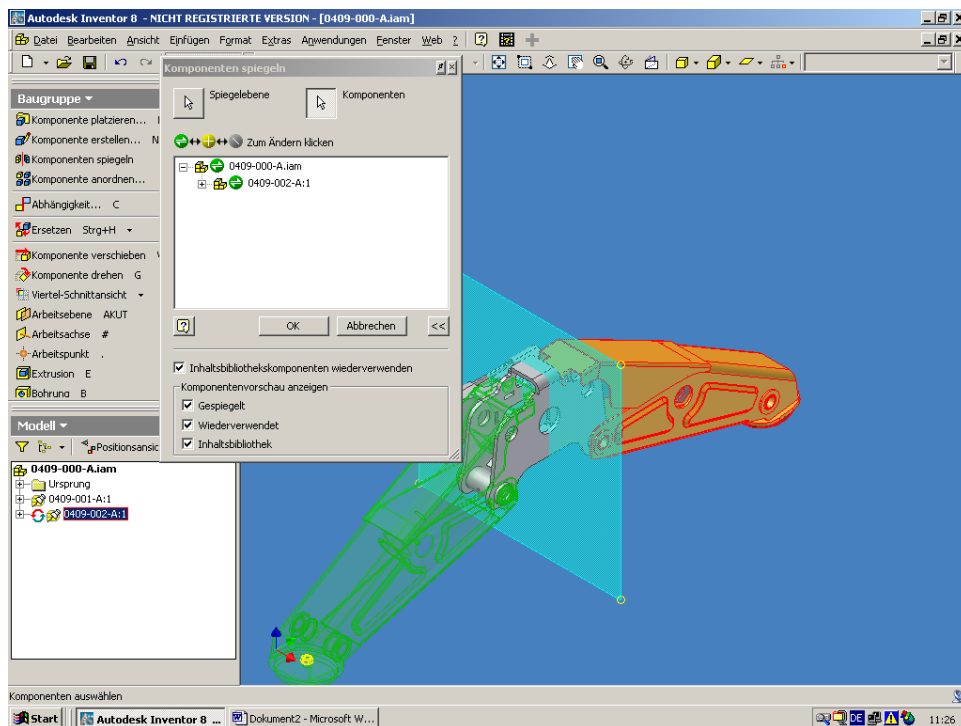 Autodesk Inventor 8 - NICHT REGISTRIERTE VERSION - [0409-000-A.iam]
Datei Bearbeiten Ansicht Einfügen Format Extras Anwendungen Fenster Web ?
Komponenten spiegeln
Spiegelebene Komponenten
Zum Ändern klicken
0409-000-A.iam
0409-002-A:1
OK Abbrechen <<
Inhaltsbibliothekskomponenten wiederverwenden
Komponentenvorschau anzeigen
Gespiegelt
Wiederverwendet
Inhaltsbibliothek
Baugruppe
Komponente platzieren...
Komponente erstellen... N
Komponenten spiegeln
Komponente anordnen...
Abhängigkeit... C
Ersetzen Strg+H
Komponente verschieben V
Komponente drehen G
Viertel-Schnittansicht
Arbeitsebene AKUT
Arbeitsachse #
Arbeitspunkt .
Extrusion E
Bohrung B
Modell
Positionsansic
0409-000-A.iam
Ursprung
0409-001-A:1
0409-002-A:1
Komponenten auswählen
Start Autodesk Inventor 8 ... Dokument2 - Microsoft W... DE 11:26